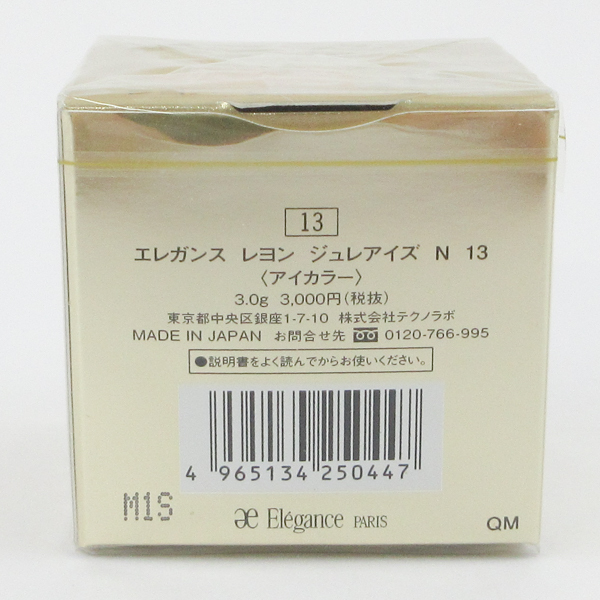 13
エレガンス レヨン ジュレアイズ N 13
〈アイカラー〉
3.0g 3,000円(税抜)
東京都中央区銀座1-7-10 株式会社テクノラボ
MADE IN JAPAN お問合せ先 0120-766-995
●説明書をよく読んでからお使いください。
4 965134 250447
M1S
æ Elégance PARIS
QM